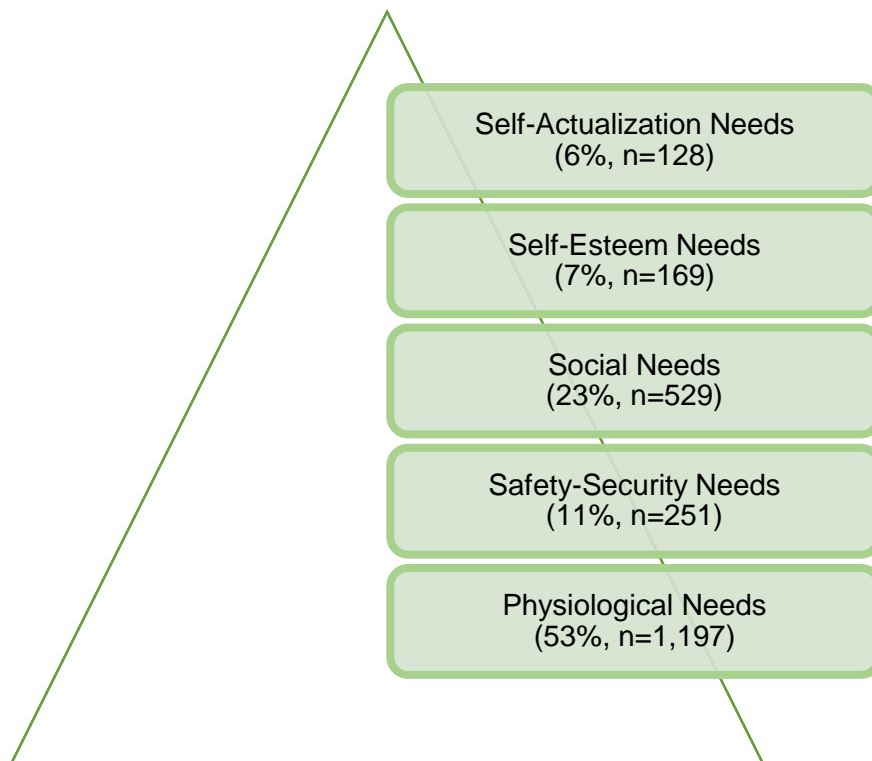 Self-Actualization Needs
(6%, n=128)
Self-Esteem Needs
(7%, n=169)
Social Needs
(23%, n=529)
Safety-Security Needs
(11%, n=251)
Physiological Needs
(53%, n=1,197)